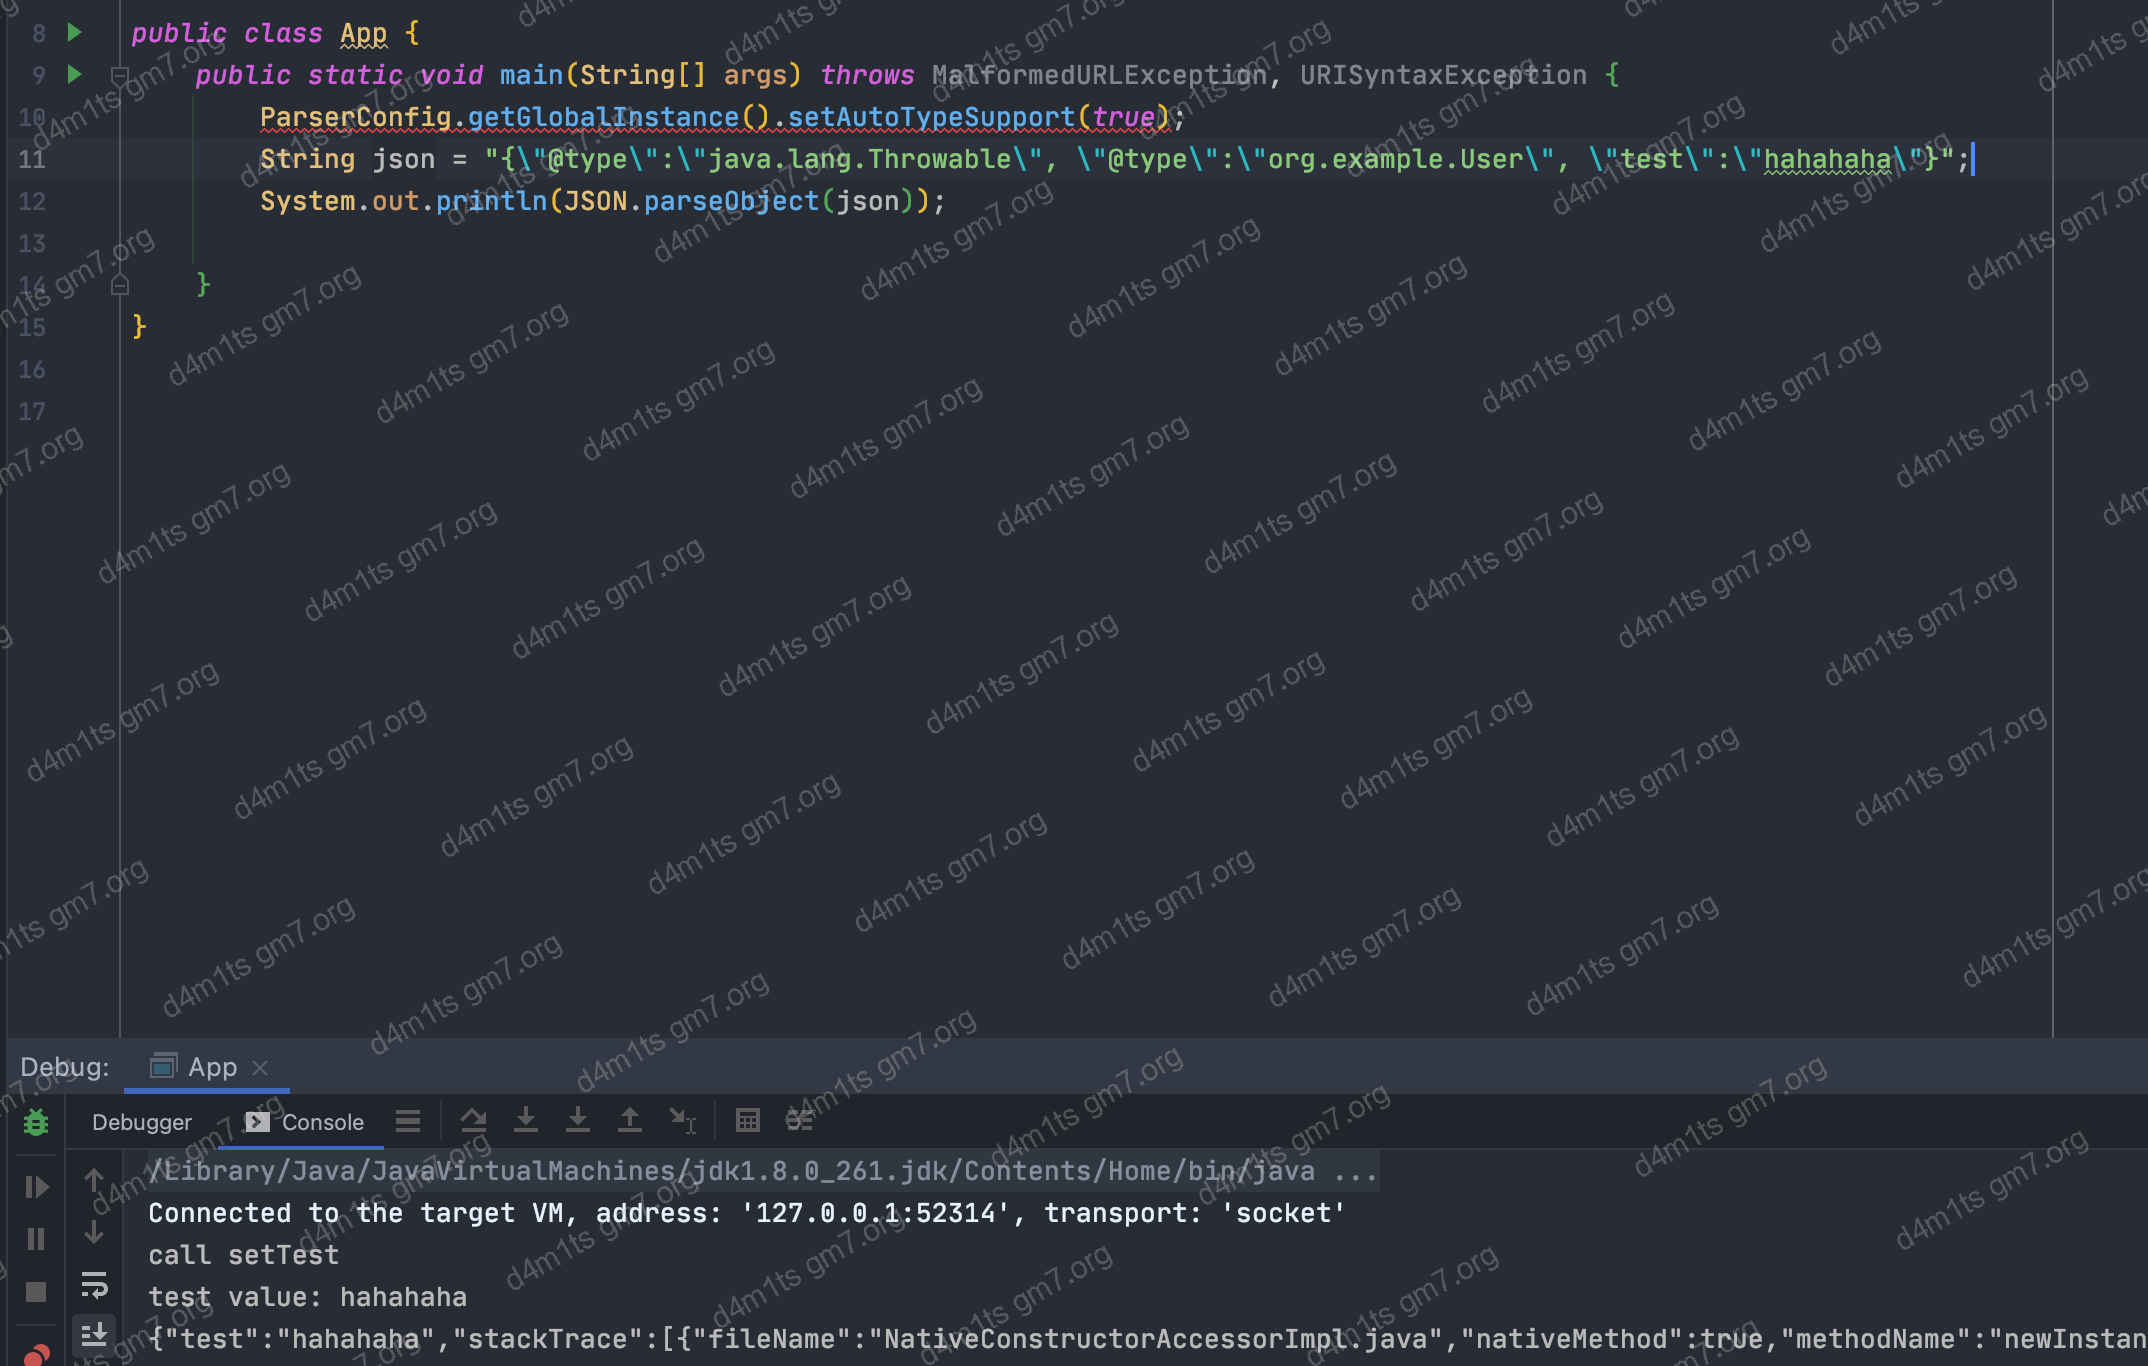 8 public class App {
9 public static void main(String[] args) throws MalformedURLException, URISyntaxException {
10 ParserConfig.getGlobalInstance().setAutoTypeSupport(true);
11 String json = "{\"@type\":\"java.lang.Throwable\", \"@type\":\"org.example.User\", \"test\":\"hahahaha\"}";
12 System.out.println(JSON.parseObject(json));
13
14 }
15 }
16
17
d4m1ts gm7.org
Debug: App
Debugger Console
/Library/Java/JavaVirtualMachines/jdk1.8.0_261.jdk/Contents/Home/bin/java ...
Connected to the target VM, address: '127.0.0.1:52314', transport: 'socket'
call setTest
test value: hahahaha
{"test":"hahahaha","stackTrace":[{"fileName":"NativeConstructorAccessorImpl.java","nativeMethod":true,"methodName":"newInstan